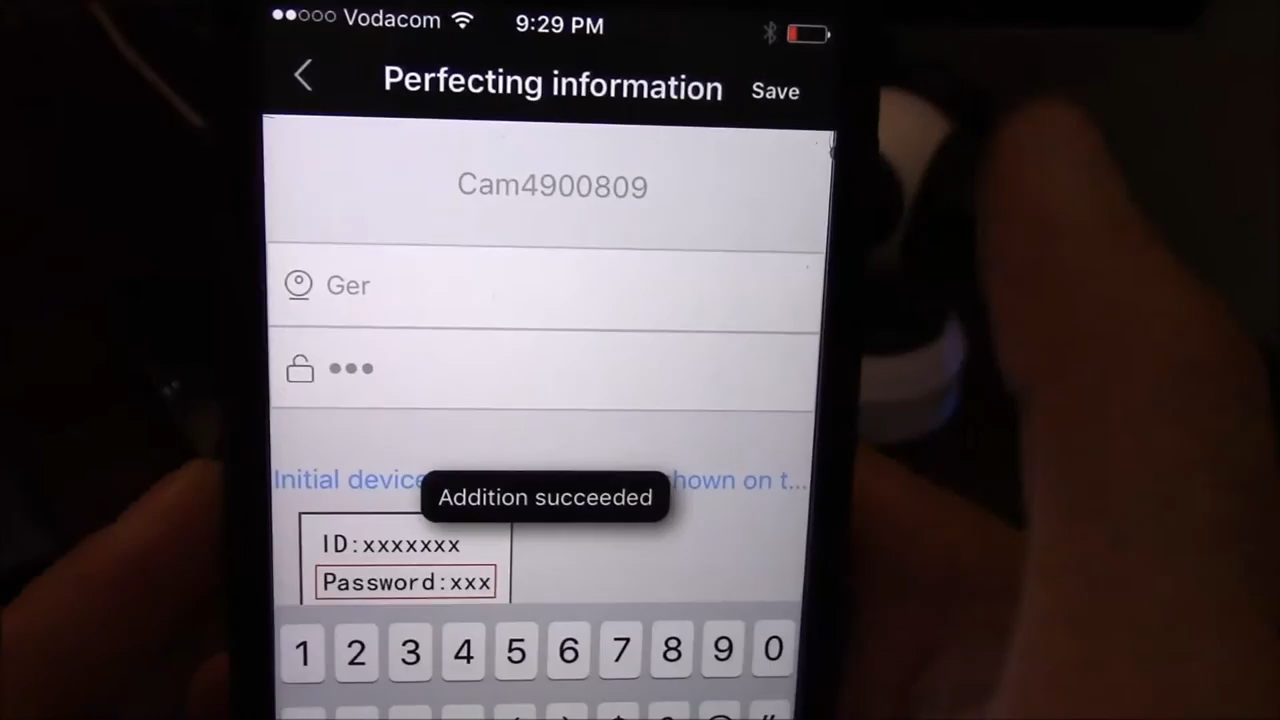 Vodacom 9:29 PM
Perfecting information Save
Cam4900809
Ger
Initial device hown on t...
Addition succeeded
ID:xxxxxxx
Password:xxx
1 2 3 4 5 6 7 8 9 0